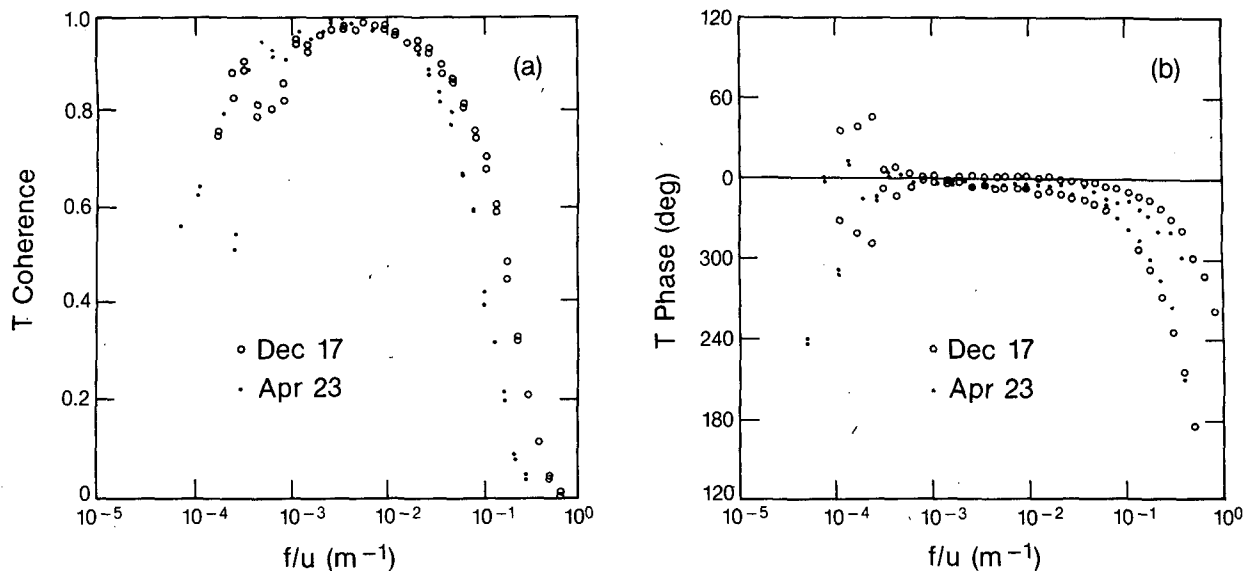 (a)
T Coherence
1.0
0.8
0.6
0.4
0.2
0
Dec 17
Apr 23
10⁻⁵ 10⁻⁴ 10⁻³ 10⁻² 10⁻¹ 10⁰
f/u (m⁻¹)
(b)
T Phase (deg)
120
60
0
300
240
180
120
Dec 17
Apr 23
10⁻⁵ 10⁻⁴ 10⁻³ 10⁻² 10⁻¹ 10⁰
f/u (m⁻¹)